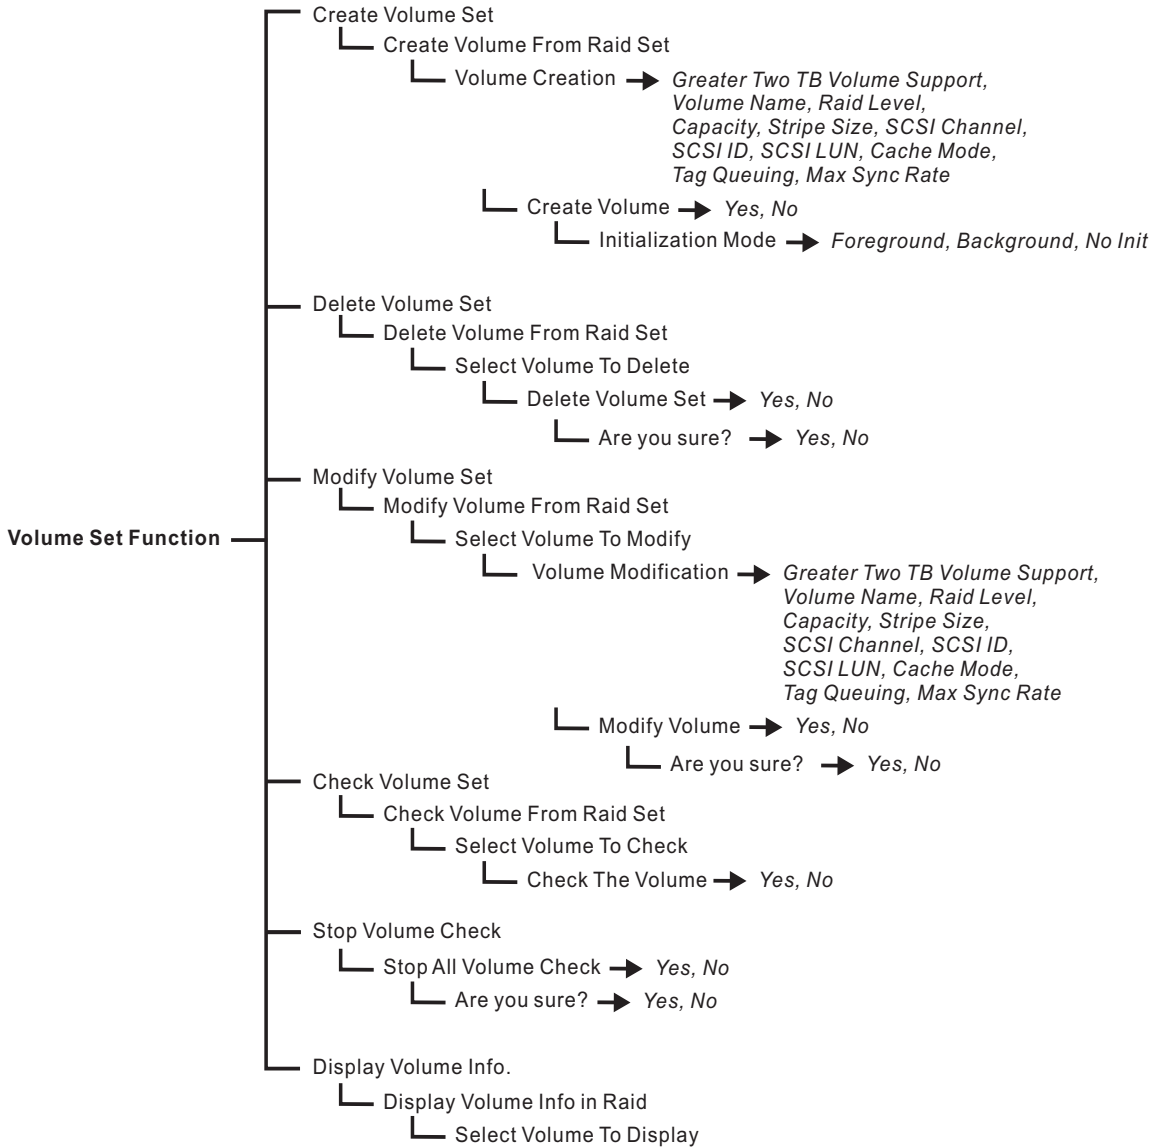 Create Volume Set
Create Volume From Raid Set
Volume Creation
Greater Two TB Volume Support,
Volume Name, Raid Level,
Capacity, Stripe Size, SCSI Channel,
SCSI ID, SCSI LUN, Cache Mode,
Tag Queuing, Max Sync Rate
Create Volume
Yes, No
Initialization Mode
Foreground, Background, No Init
Delete Volume Set
Delete Volume From Raid Set
Select Volume To Delete
Delete Volume Set
Yes, No
Are you sure?
Yes, No
Modify Volume Set
Modify Volume From Raid Set
Volume Set Function
Select Volume To Modify
Volume Modification
Greater Two TB Volume Support,
Volume Name, Raid Level,
Capacity, Stripe Size,
SCSI Channel, SCSI ID,
SCSI LUN, Cache Mode,
Tag Queuing, Max Sync Rate
Modify Volume
Yes, No
Are you sure?
Yes, No
Check Volume Set
Check Volume From Raid Set
Select Volume To Check
Check The Volume
Yes, No
Stop Volume Check
Stop All Volume Check
Yes, No
Are you sure?
Yes, No
Display Volume Info.
Display Volume Info in Raid
Select Volume To Display